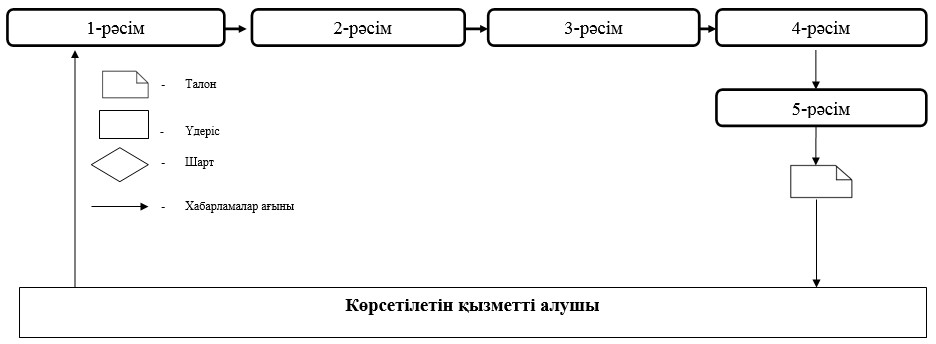 1-рәсім
2-рәсім
3-рәсім
4-рәсім
5-рәсім
- Талон
- Үдеріс
- Шарт
- Хабарламалар ағыны
Көрсетілетін қызметті алушы